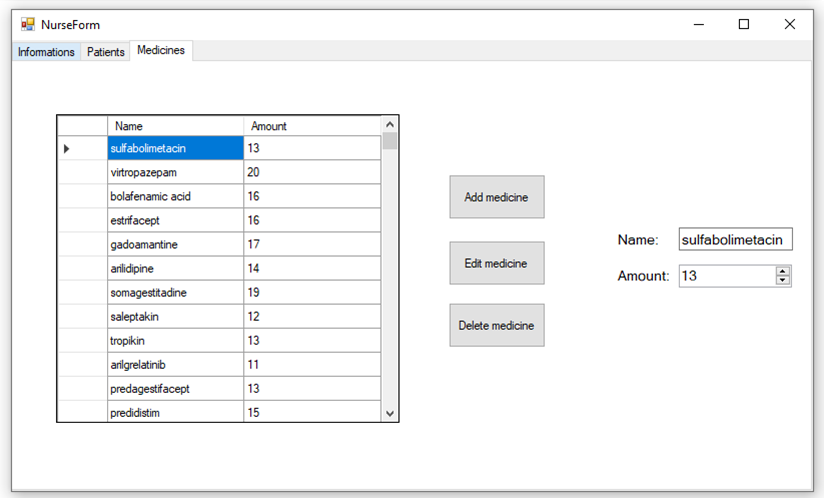 NurseForm
Informations Patients Medicines
Name Amount
sulfabolimetacin 13
virtropazepam 20
bolafenamic acid 16
estrifacept 16
gadoamantine 17
arilidipine 14
somagestitadine 19
saleptakin 12
tropikin 13
arilgrelatinib 11
predagestifacept 13
predidistim 15
Add medicine
Edit medicine
Delete medicine
Name: sulfabolimetacin
Amount: 13